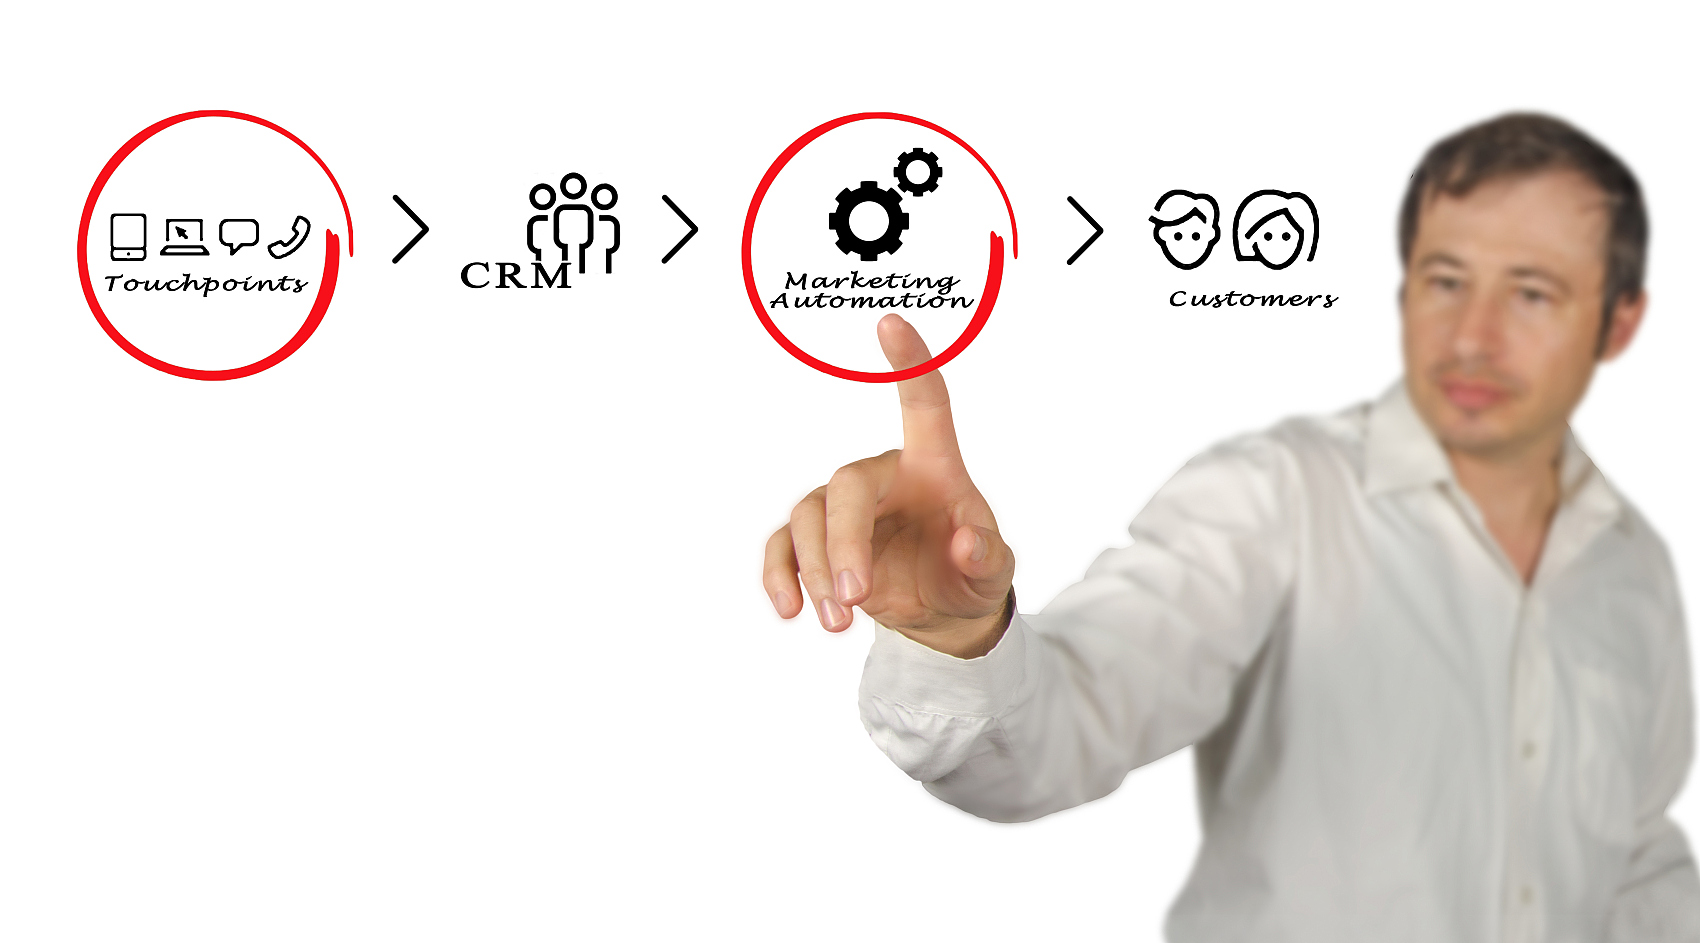 Touchpoints
CRM
Marketing
Automation
Customers